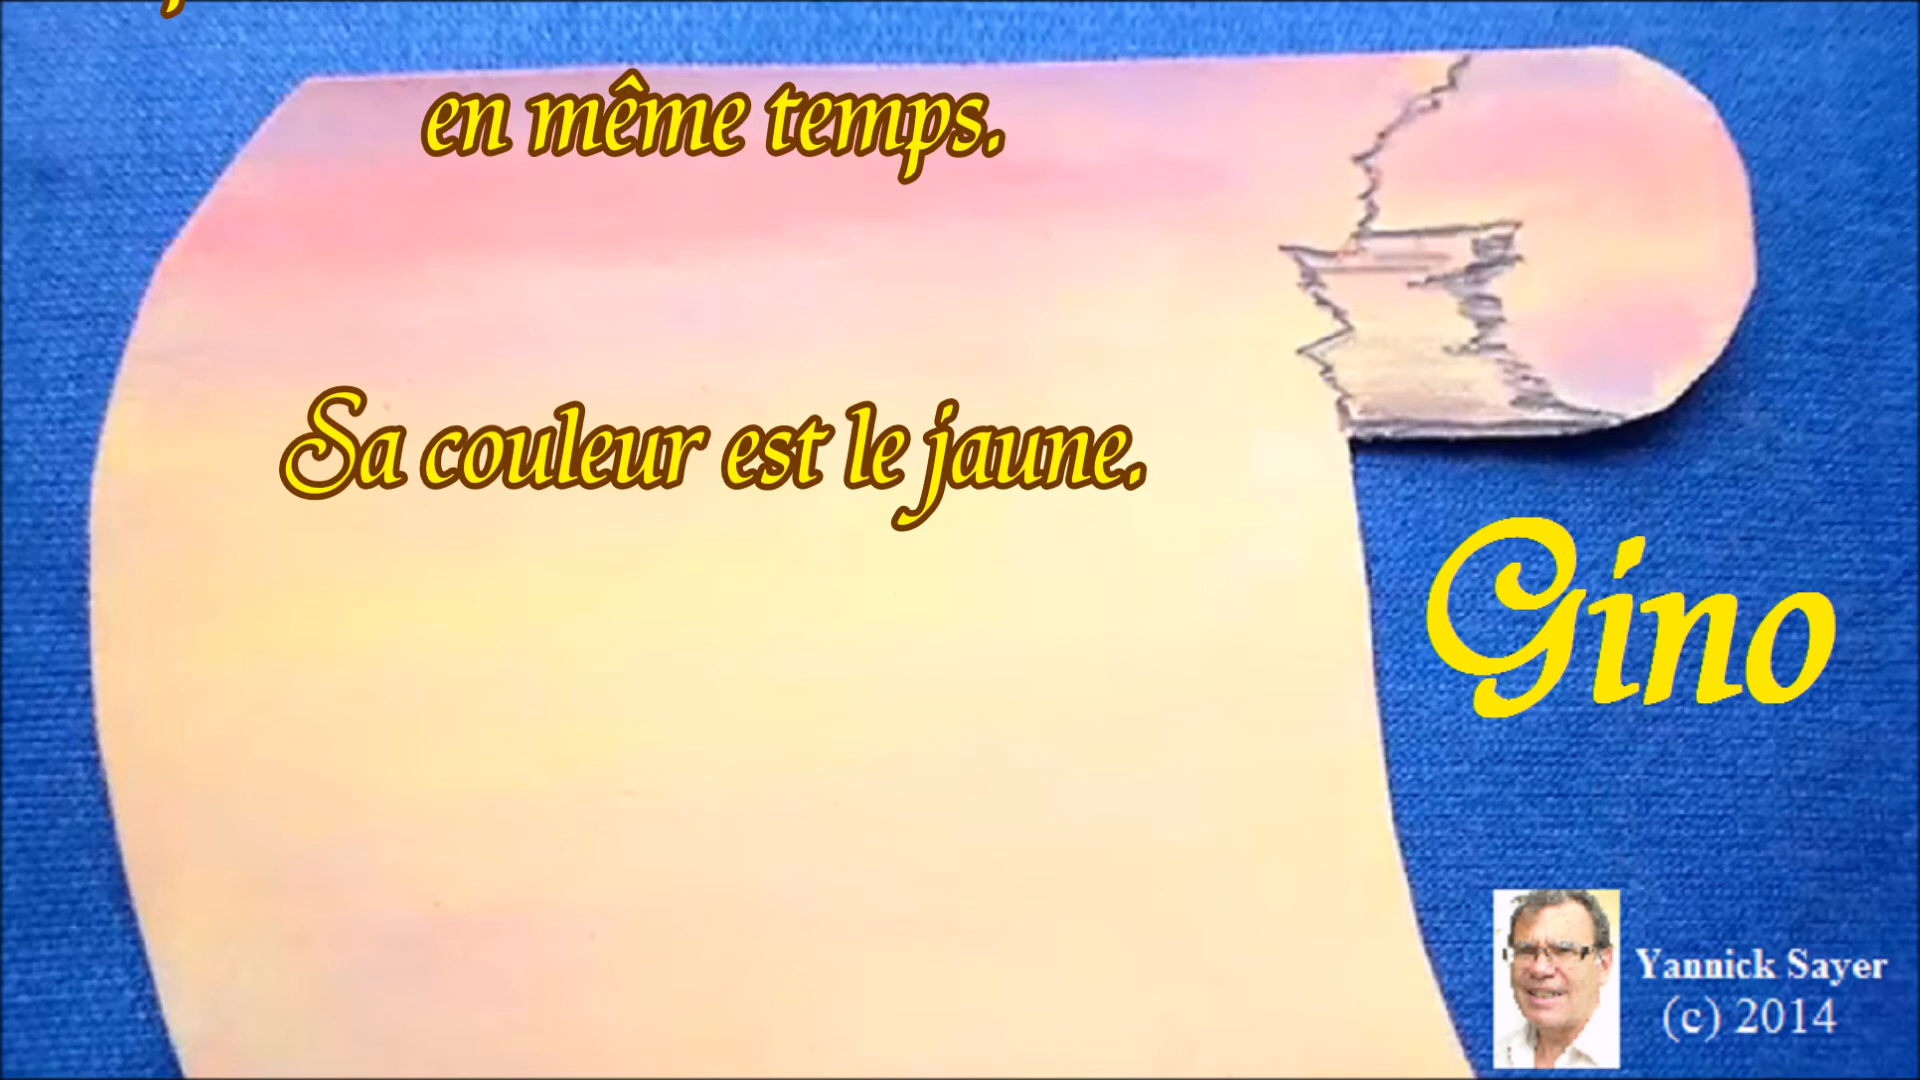 en même temps.
Sa couleur est le jaune.
Gino
Yannick Sayer
(c) 2014